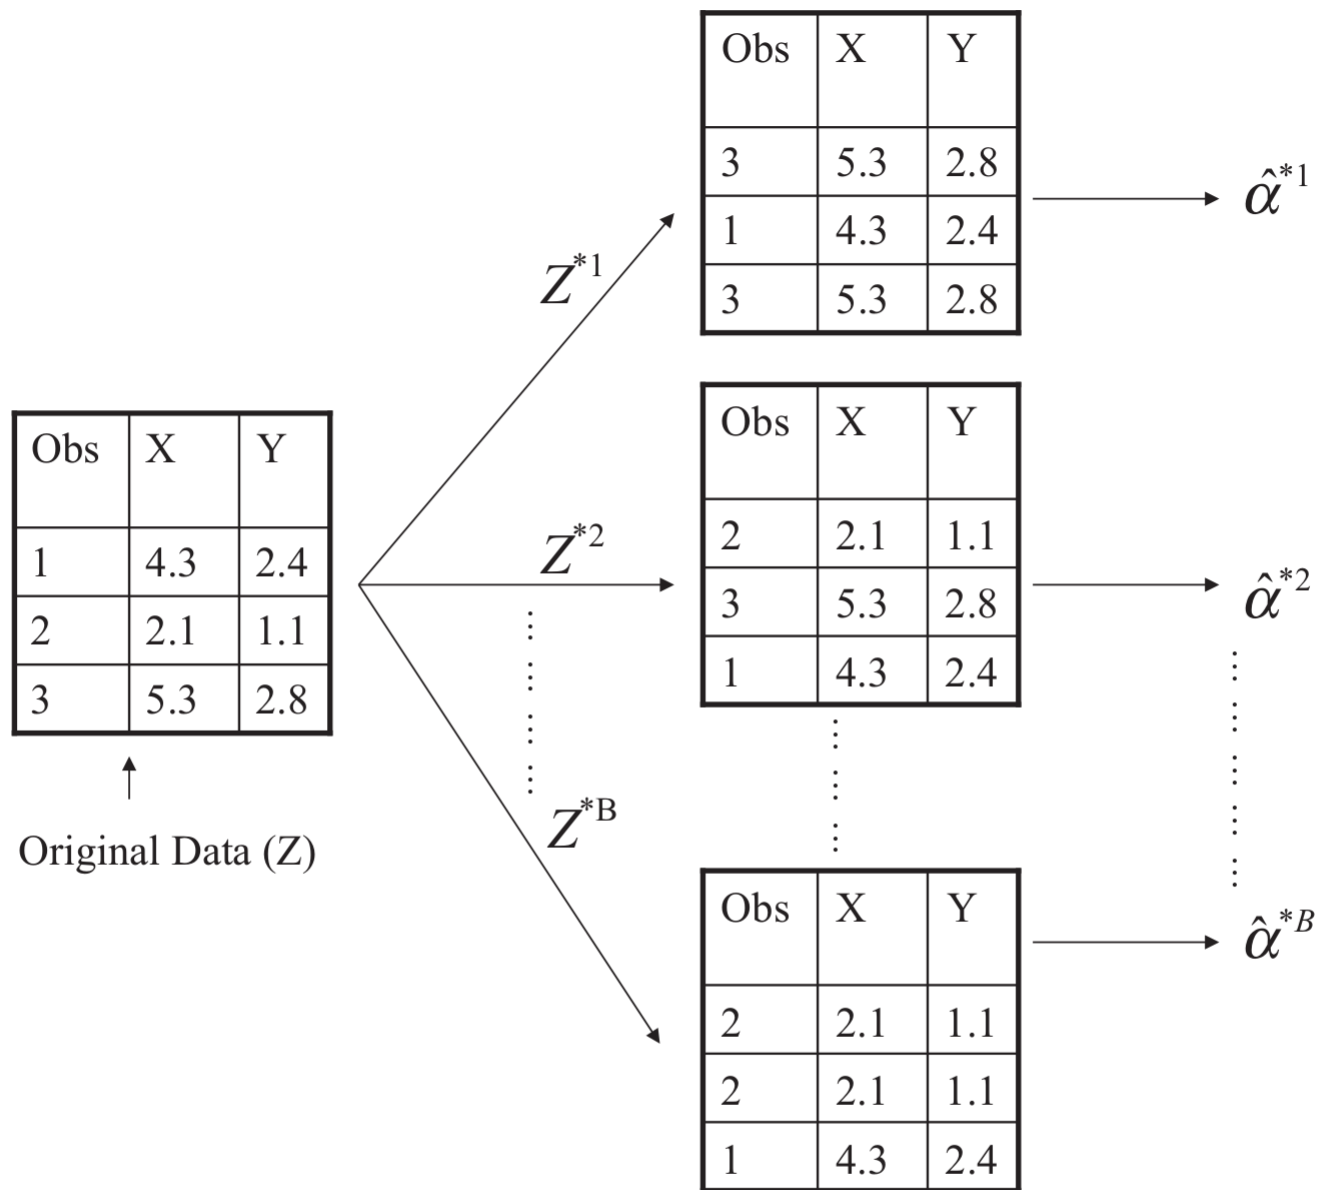 Obs X Y
1 4.3 2.4
2 2.1 1.1
3 5.3 2.8
Original Data (Z)
Z*1
Obs X Y
3 5.3 2.8
1 4.3 2.4
3 5.3 2.8
α̂*1
Z*2
Obs X Y
2 2.1 1.1
3 5.3 2.8
1 4.3 2.4
α̂*2
Z*B
Obs X Y
2 2.1 1.1
2 2.1 1.1
1 4.3 2.4
α̂*B